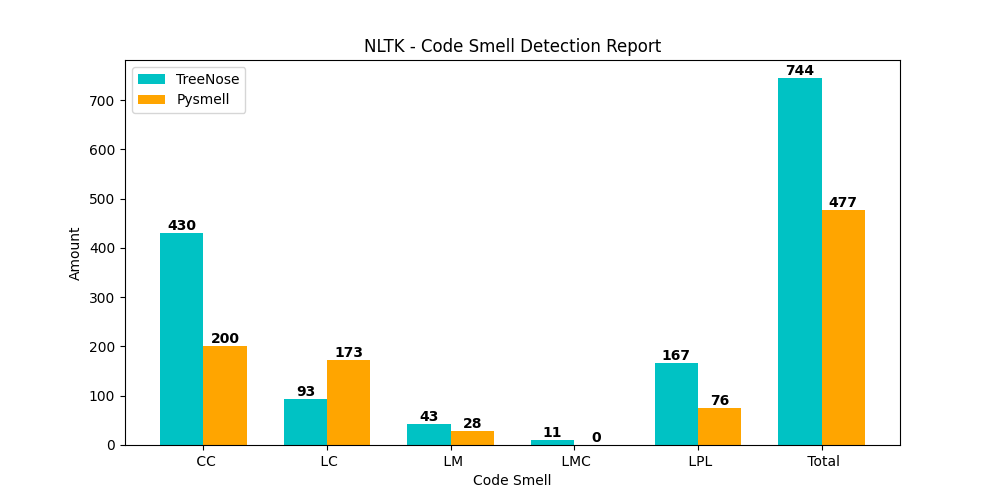 NLTK - Code Smell Detection Report
TreeNose
Pysmell
Amount
700
600
500
400
300
200
100
0
430
200
93
173
43
28
11
0
167
76
744
477
CC
LC
LM
LMC
LPL
Total
Code Smell